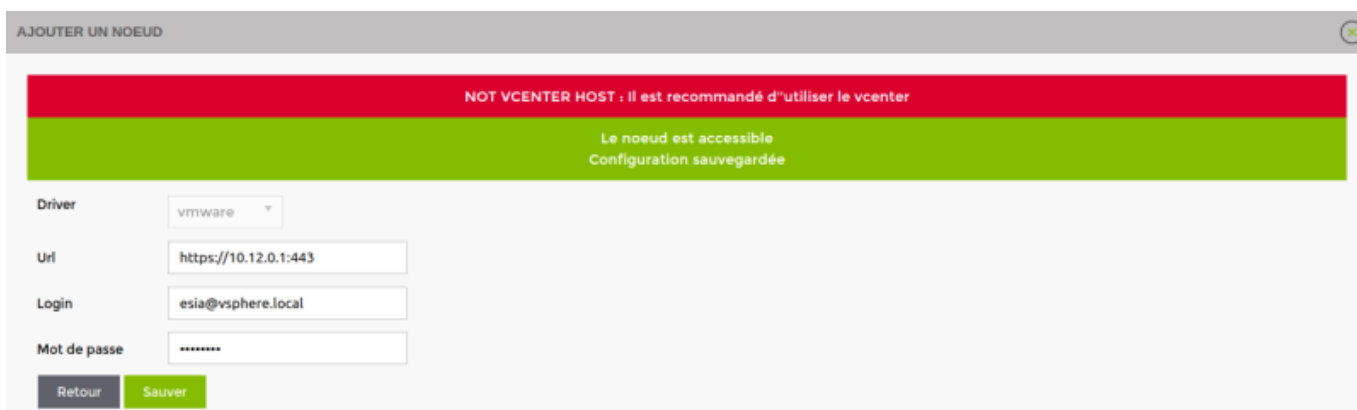 AJOUTER UN NOEUD
NOT VCENTER HOST : Il est recommandé d''utiliser le vcenter
Le noeud est accessible
Configuration sauvegardée
Driver vmware
Url https://10.12.0.1:443
Login esia@vsphere.local
Mot de passe ••••••••
Retour Sauver